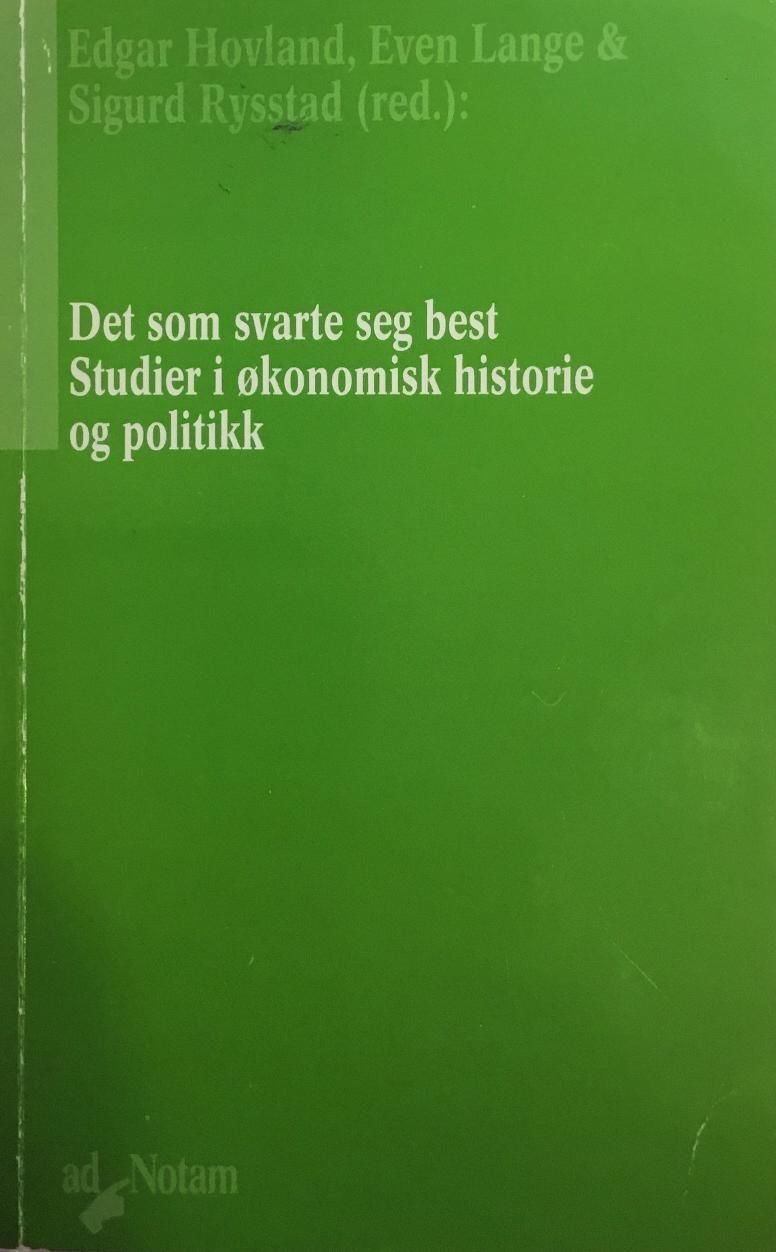 Edgar Hovland, Even Lange &
Sigurd Rysstad (red.):
Det som svarte seg best
Studier i økonomisk historie
og politikk
ad Notam